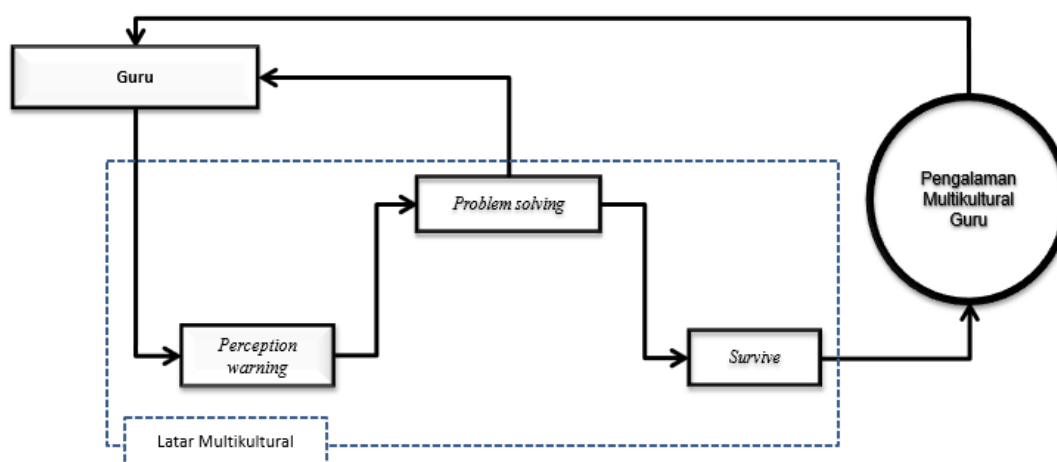 Guru
Pengalaman
Multikultural
Guru
Problem solving
Perception
warning
Survive
Latar Multikultural